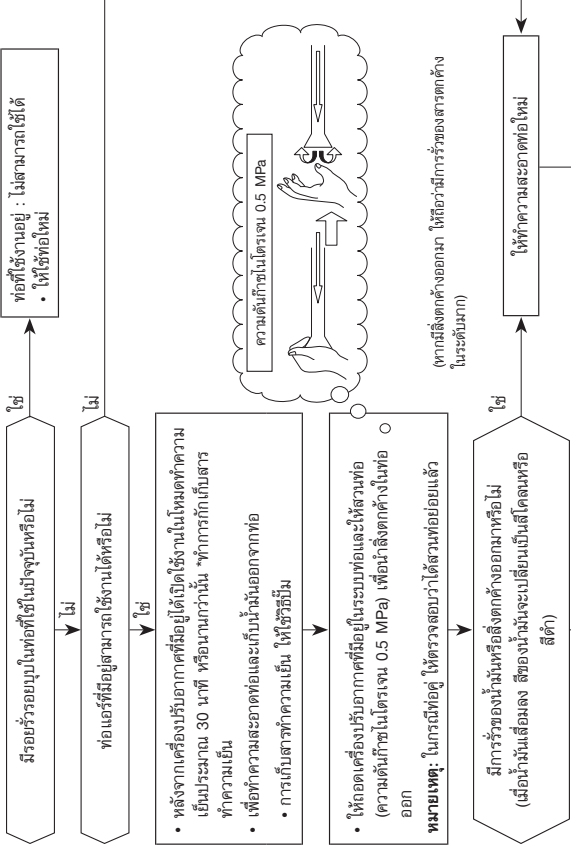 มีรอยรั่วรอยบุบในท่อที่ใช้ในปัจจุบันหรือไม่
ใช่
ท่อที่ใช้งานอยู่ : ไม่สามารถใช้ได้
• ให้ใช้ท่อใหม่
ไม่
ท่อแอร์ที่มีอยู่สามารถใช้งานได้หรือไม่
ไม่
ใช่
• หลังจากเครื่องปรับอากาศที่มีอยู่ได้เปิดใช้งานในโหมดทำความ
เย็นประมาณ 30 นาที หรือนานกว่านั้น *ทำการกักเก็บสาร
ทำความเย็น
• เพื่อทำความสะอาดท่อและเก็บน้ำมันออกจากท่อ
• การเก็บสารทำความเย็น ให้ใช้วิธีปั๊ม
ความดันก๊าซไนโตรเจน 0.5 MPa
• ให้ถอดเครื่องปรับอากาศที่มีอยู่ในระบบท่อและให้สวนท่อ
(ความดันก๊าซไนโตรเจน 0.5 MPa) เพื่อนำสิ่งตกค้างในท่อ
ออก
หมายเหตุ: ในกรณีท่อคู่ ให้ตรวจสอบว่าได้สวนท่อย่อยแล้ว
(หากมีสิ่งตกค้างออกมา ให้ถือว่ามีการรั่วของสารตกค้าง
ในระดับมาก)
มีการรั่วของน้ำมันหรือสิ่งตกค้างออกมาหรือไม่
(เมื่อน้ำมันเสื่อมลง สีของน้ำมันจะเปลี่ยนเป็นสีโคลนหรือ
สีดำ)
ใช่
ให้ทำความสะอาดท่อใหม่